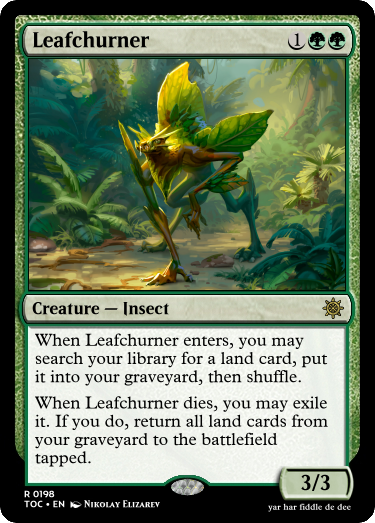 Leafchurner 1
Creature — Insect
When Leafchurner enters, you may
search your library for a land card, put
it into your graveyard, then shuffle.
When Leafchurner dies, you may exile
it. If you do, return all land cards from
your graveyard to the battlefield
tapped.
3/3
R 0198
TOC • EN Nikolay Elizarev
yar har fiddle de dee